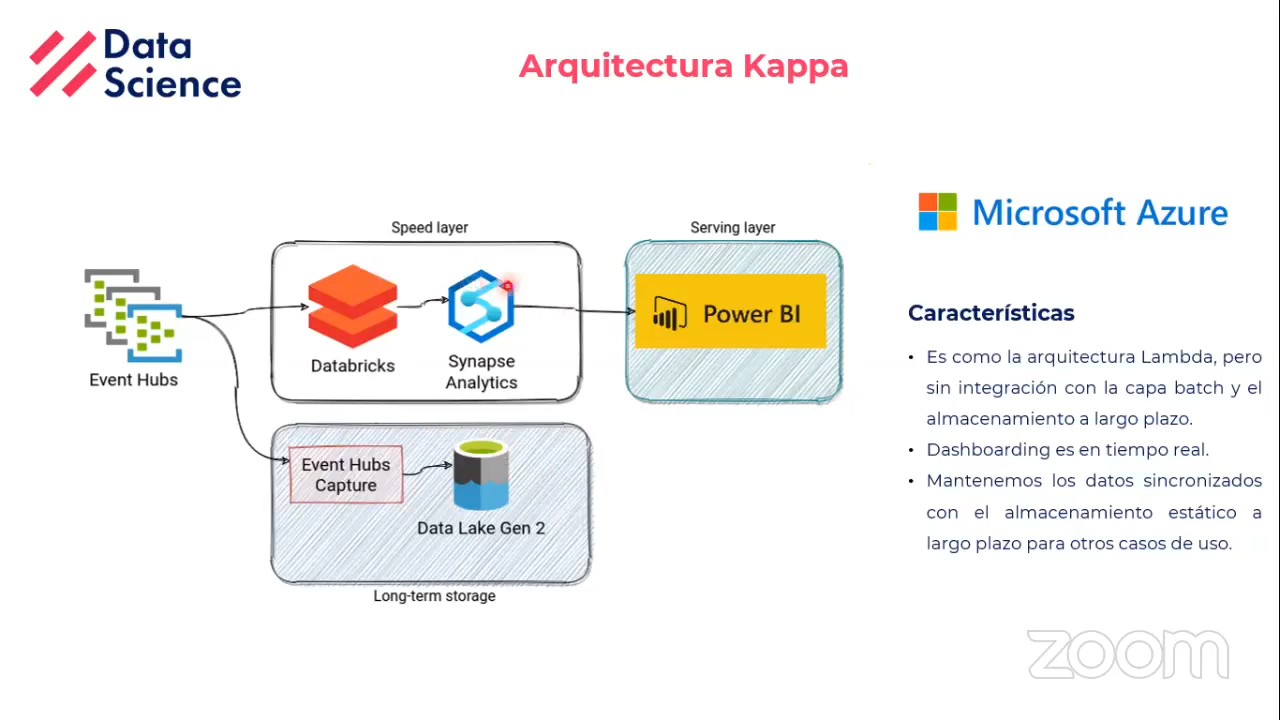 Data
Science
Arquitectura Kappa
Microsoft Azure
Speed layer
Serving layer
Event Hubs
Databricks
Synapse
Analytics
Power BI
Event Hubs
Capture
Data Lake Gen 2
Long-term storage
Características
• Es como la arquitectura Lambda, pero
sin integración con la capa batch y el
almacenamiento a largo plazo.
• Dashboarding es en tiempo real.
• Mantenemos los datos sincronizados
con el almacenamiento estático a
largo plazo para otros casos de uso.
zoom